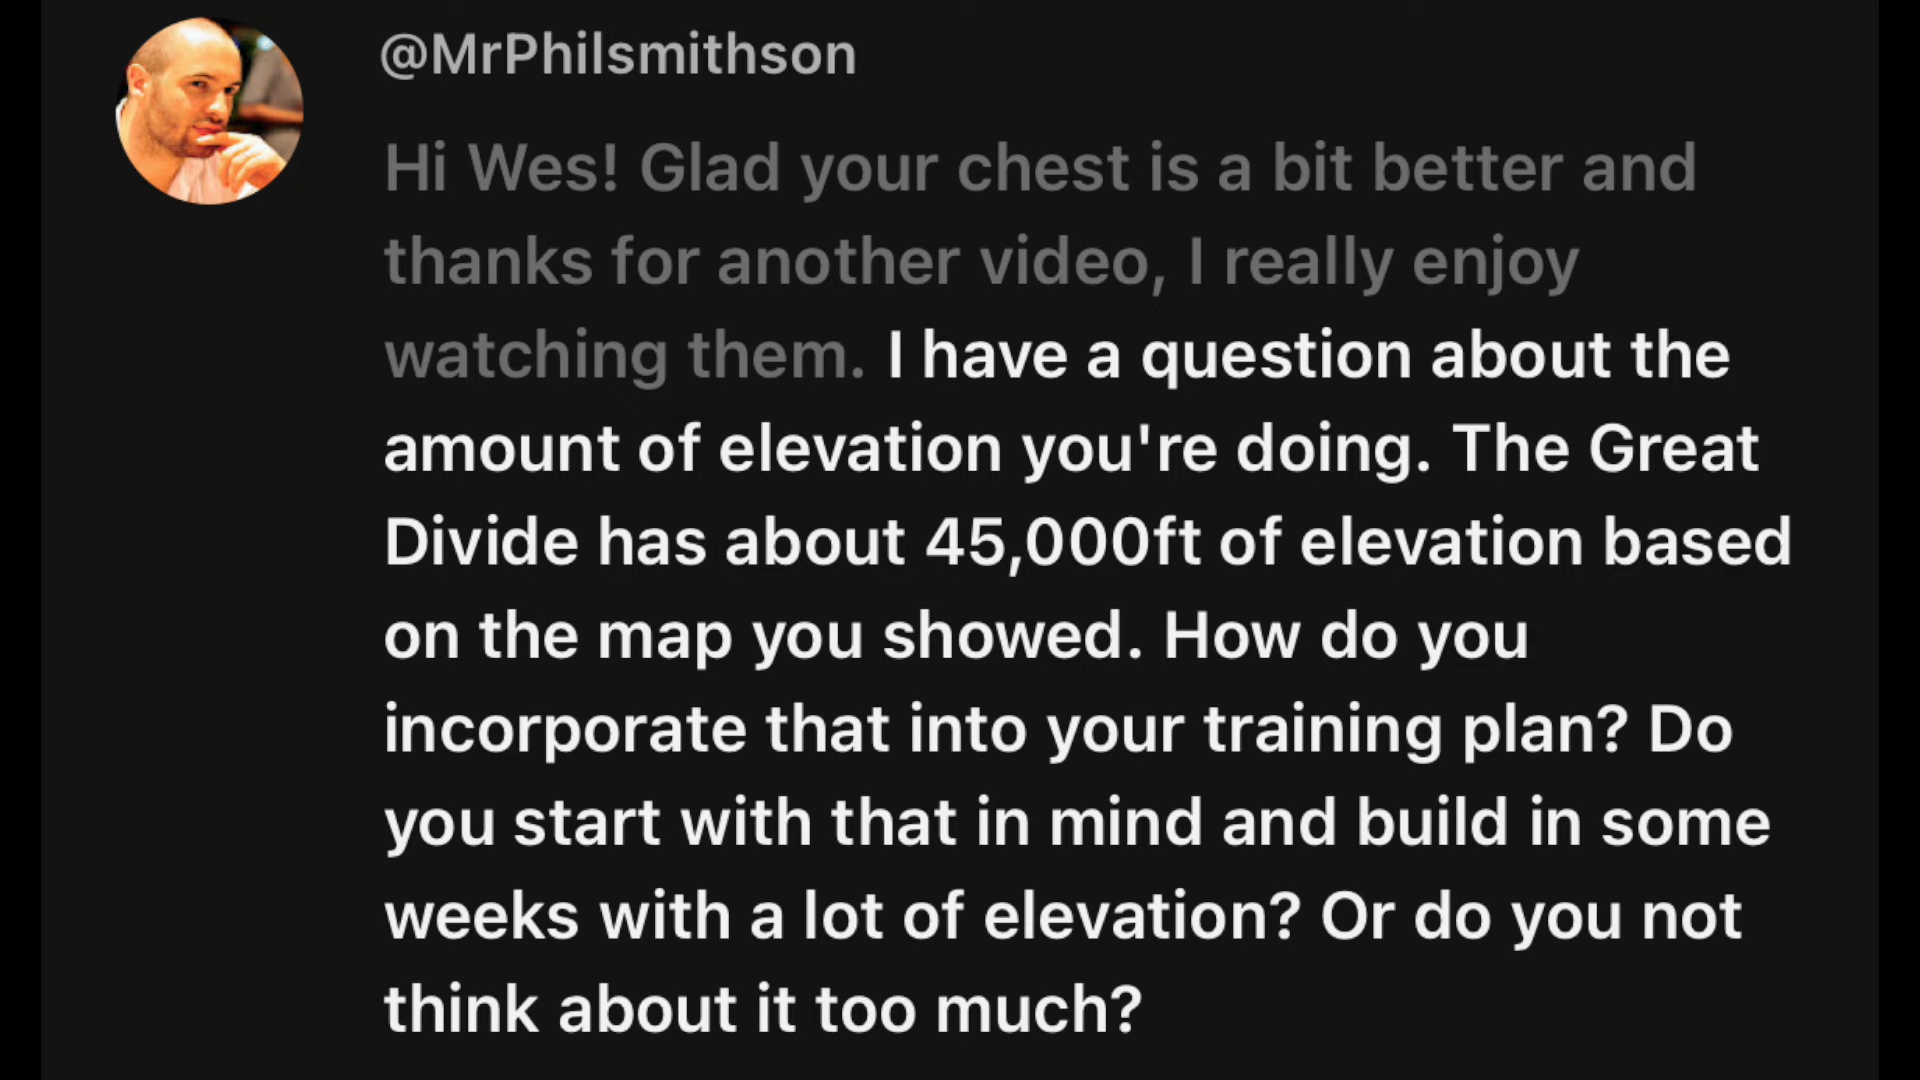 @MrPhilsmithson
Hi Wes! Glad your chest is a bit better and
thanks for another video, I really enjoy
watching them. I have a question about the
amount of elevation you're doing. The Great
Divide has about 45,000ft of elevation based
on the map you showed. How do you
incorporate that into your training plan? Do
you start with that in mind and build in some
weeks with a lot of elevation? Or do you not
think about it too much?